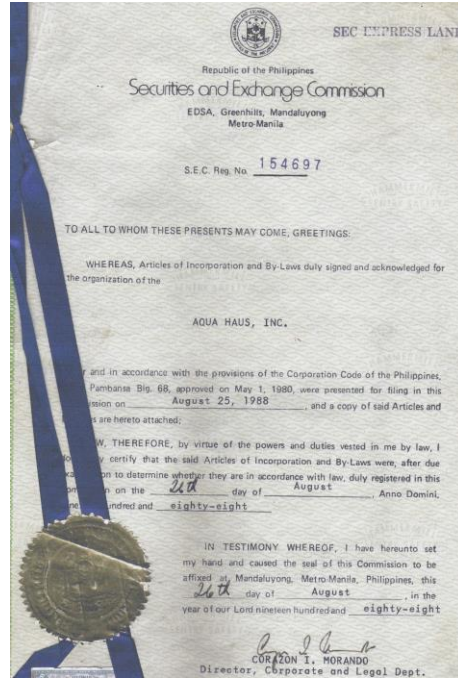 SEC EXPRESS LAN
Republic of the Philippines
Securities and Exchange Commission
EDSA, Greenhills, Mandaluyong
Metro-Manila
S.E.C. Reg. No. 154697
TO ALL TO WHOM THESE PRESENTS MAY COME, GREETINGS:
WHEREAS, Articles of Incorporation and By-Laws duly signed and acknowledged for
the organization of the
AQUA HAUS, INC.
r and in accordance with the provisions of the Corporation Code of the Philippines,
Pambansa Blg. 68, approved on May 1, 1980, were presented for filing in this
ission on August 25, 1988, and a copy of said Articles and
are hereto attached;
W, THEREFORE, by virtue of the powers and duties vested in me by law, I
y certify that the said Articles of Incorporation and By-Laws were, after due
on to determine whether they are in accordance with law, duly registered in this
on on the 26th day of August, Anno Domini,
undred and eighty-eight
IN TESTIMONY WHEREOF, I have hereunto set
my hand and caused the seal of this Commission to be
affixed at Mandaluyong, Metro-Manila, Philippines, this
26th day of August, in the
year of our Lord nineteen hundred and eighty-eight
CORAZON I. MORANDO
Director, Corporate and Legal Dept.